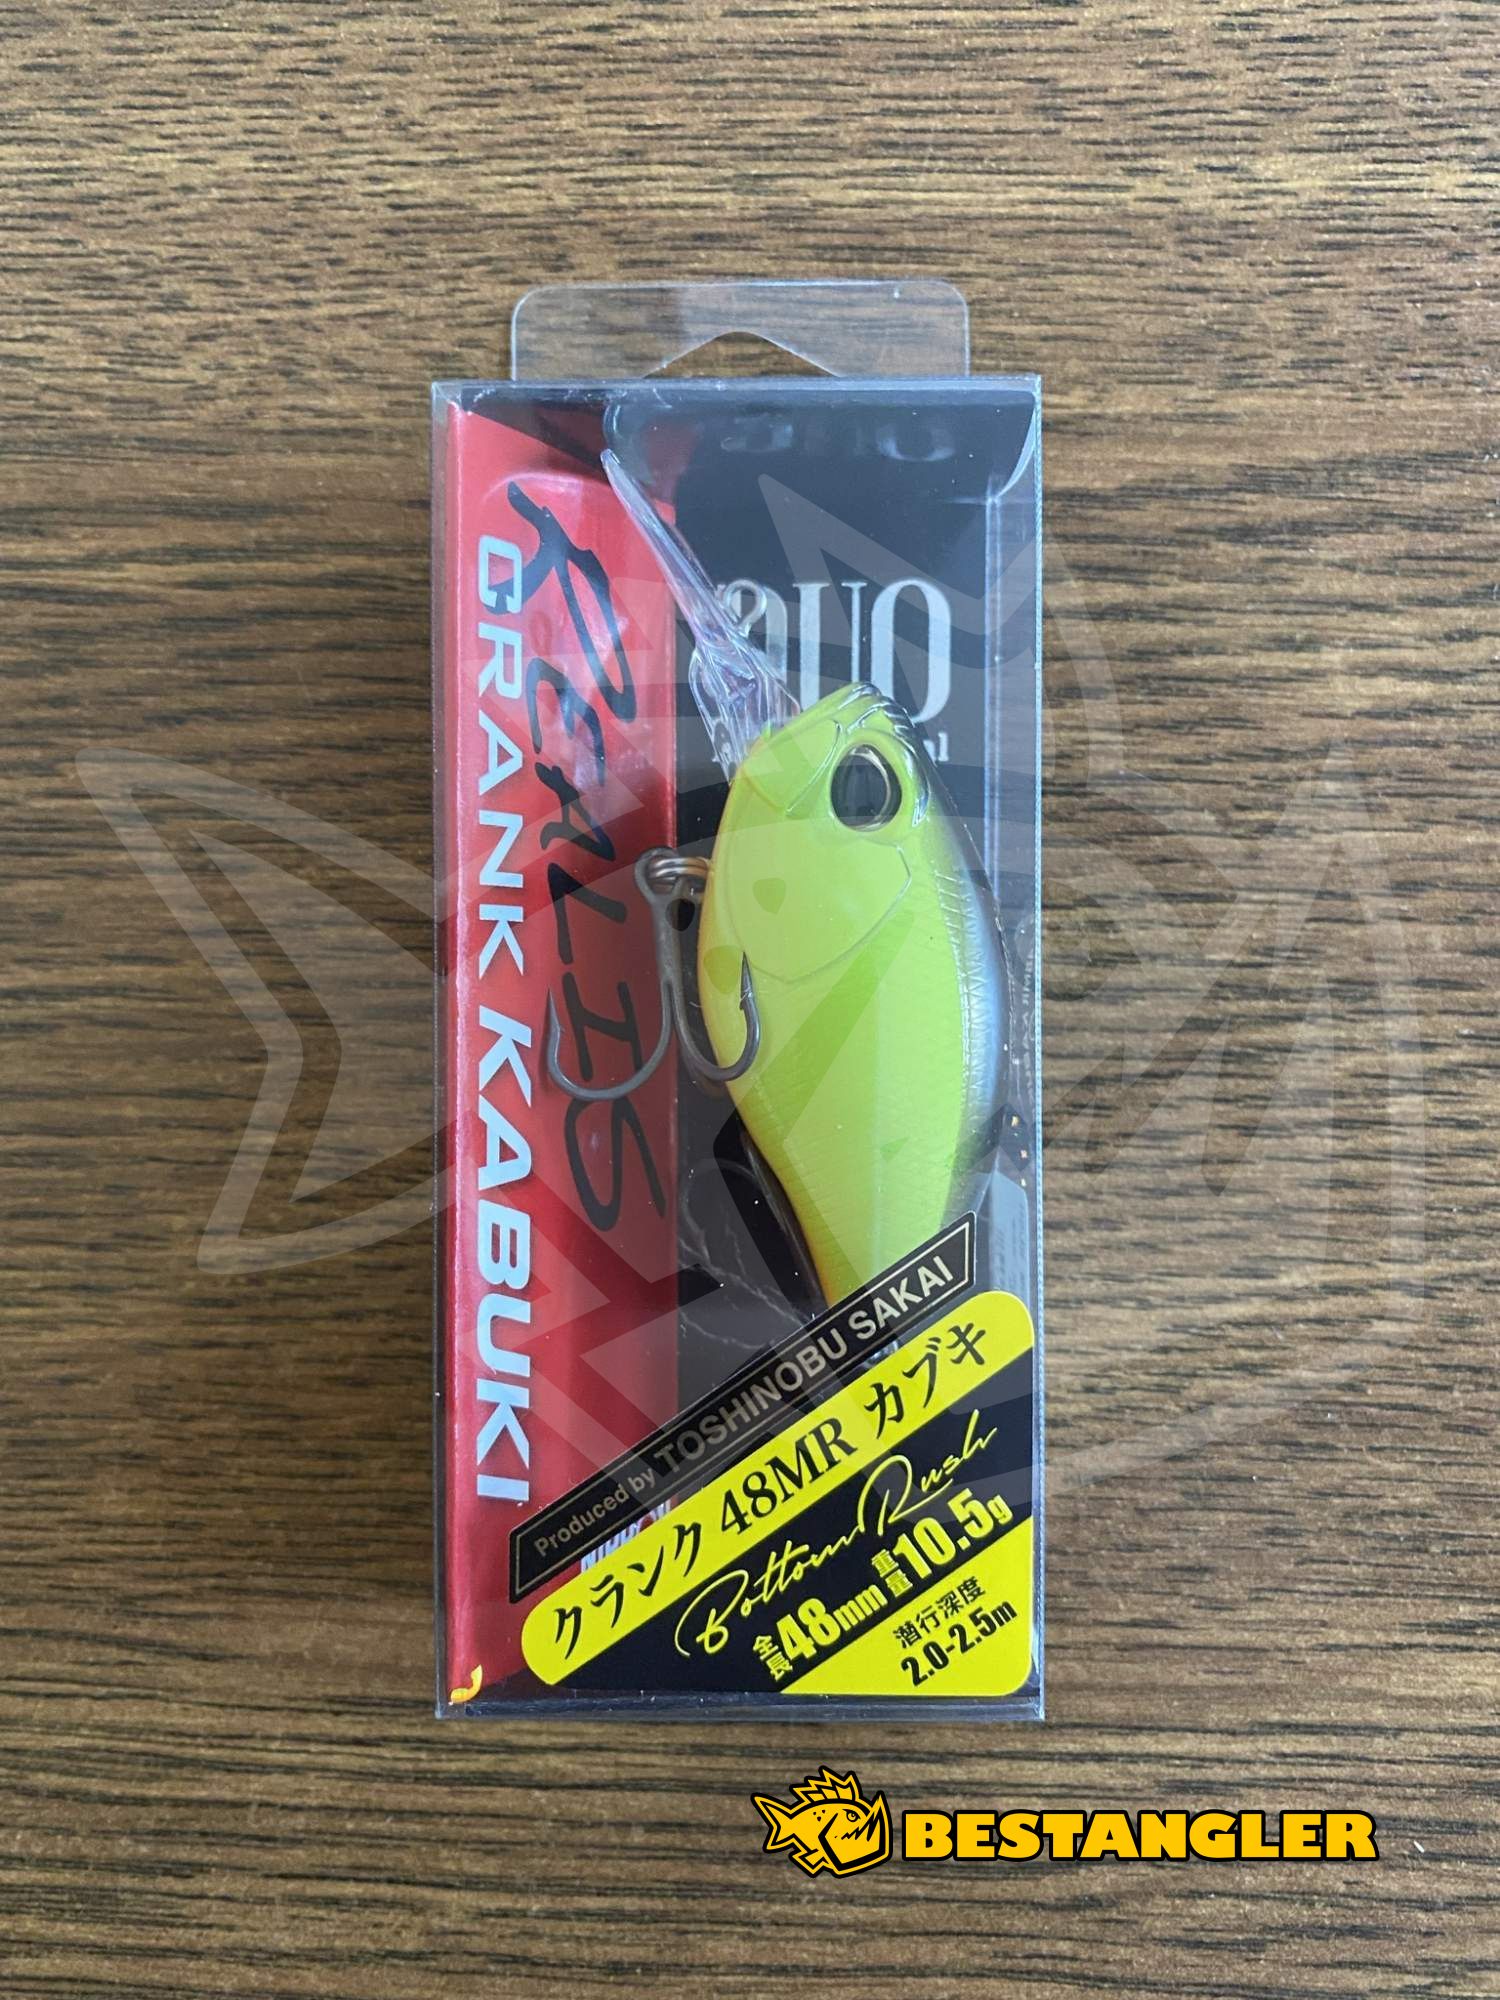 DUO
REALIS
CRANK KABUKI
Produced by TOSHINOBU SAKAI
クランク 48MR カブキ
Bottom Rush
全長48mm 重量10.5g
潜行深度
2.0-2.5m
BESTANGLER